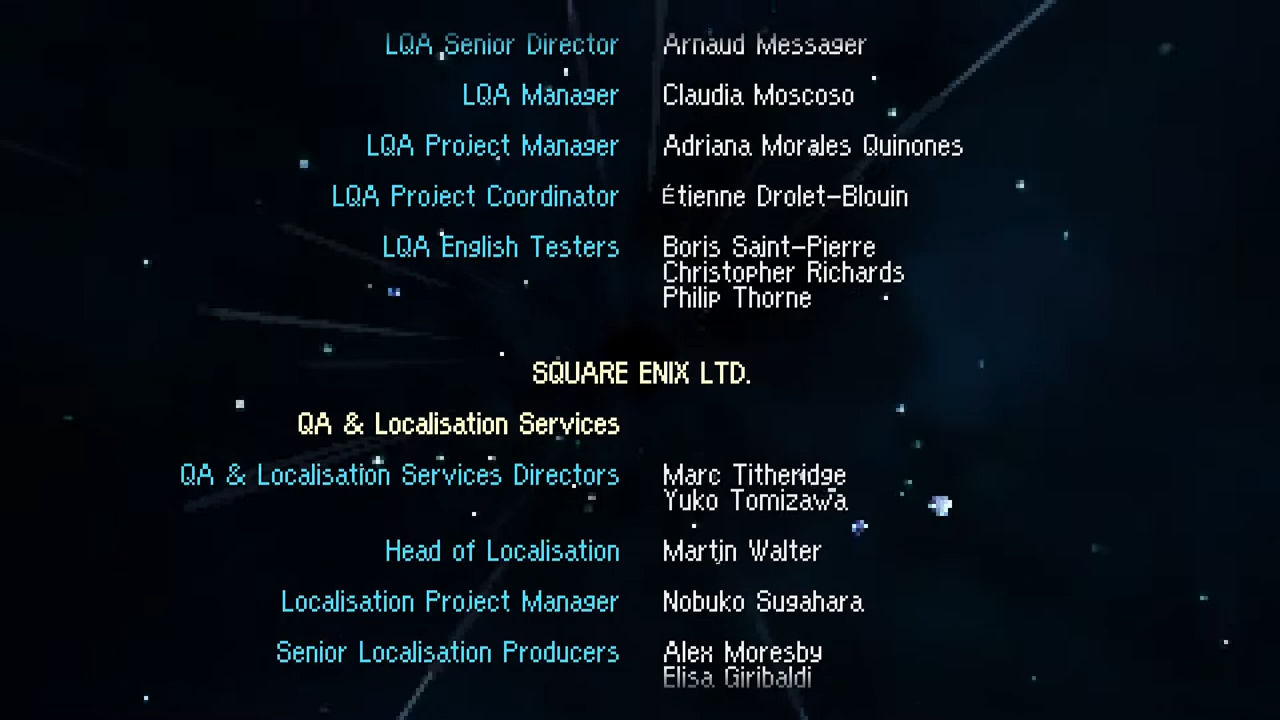 LQA Senior Director Arnaud Messager
LQA Manager Claudia Moscoso
LQA Project Manager Adriana Morales Quinones
LQA Project Coordinator Étienne Drolet-Blouin
LQA English Testers Boris Saint-Pierre
Christopher Richards
Philip Thorne
SQUARE ENIX LTD.
QA & Localisation Services
QA & Localisation Services Directors Marc Titheridge
Yuko Tomizawa
Head of Localisation Martin Walter
Localisation Project Manager Nobuko Sugahara
Senior Localisation Producers Alex Moresby
Elisa Giribaldi